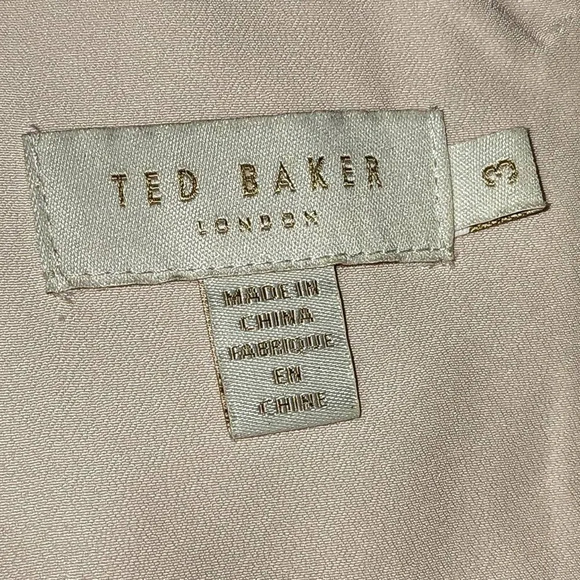 TED BAKER
LONDON
3
MADE IN
CHINA
FABRIQUE
EN
CHINE